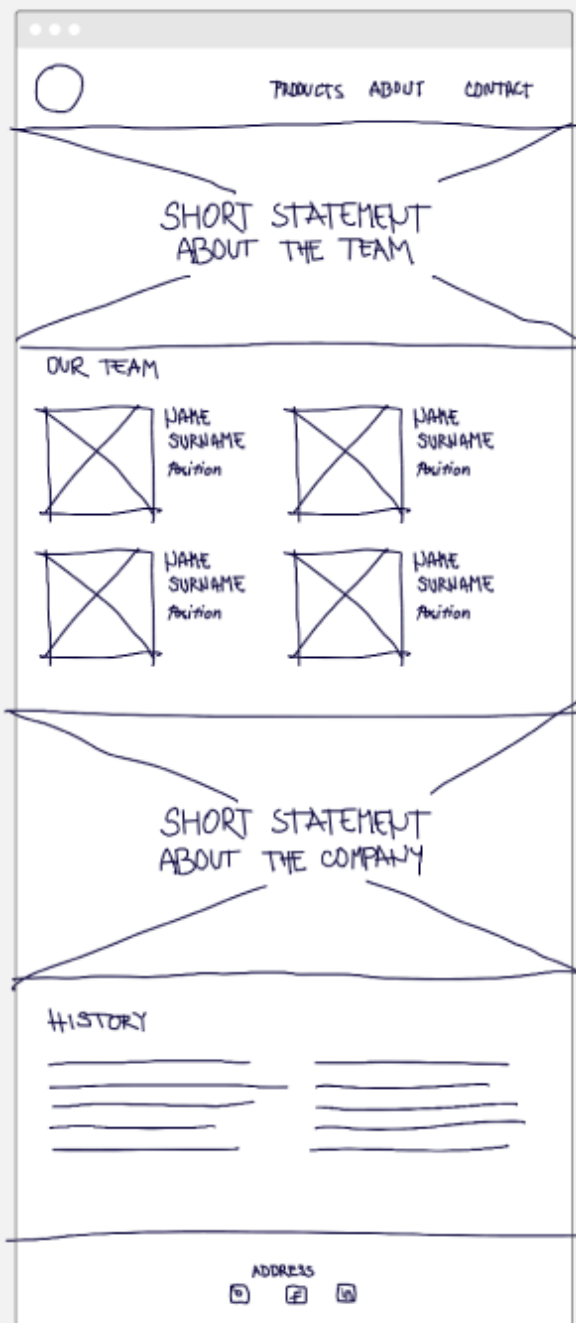 PRODUCTS ABOUT CONTACT
SHORT STATEMENT
ABOUT THE TEAM
OUR TEAM
NAME
SURNAME
Position
NAME
SURNAME
Position
NAME
SURNAME
Position
NAME
SURNAME
Position
SHORT STATEMENT
ABOUT THE COMPANY
HISTORY
ADDRESS
f in